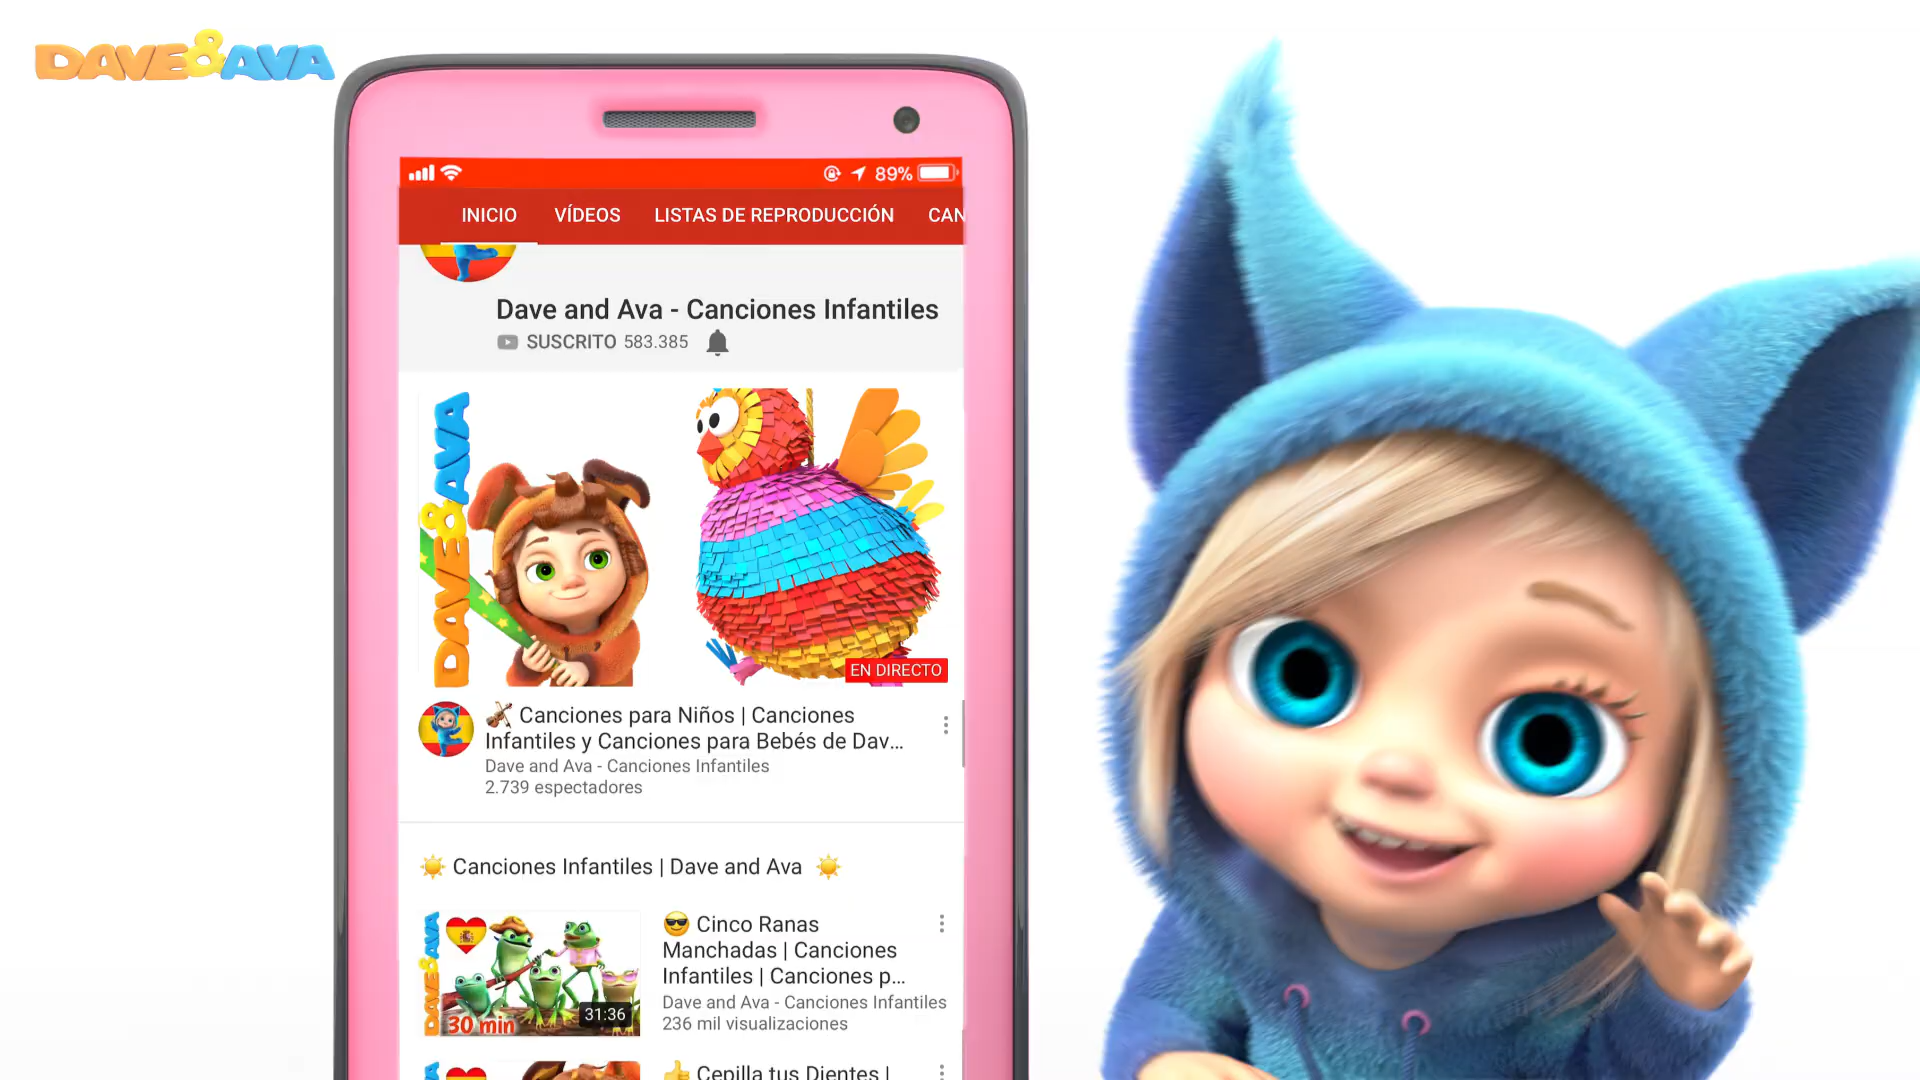 DAVE&AVA
89%
INICIO VÍDEOS LISTAS DE REPRODUCCIÓN CAN
Dave and Ava - Canciones Infantiles
SUSCRITO 583.385
DAVE&AVA
EN DIRECTO
Canciones para Niños | Canciones
Infantiles y Canciones para Bebés de Dav...
Dave and Ava - Canciones Infantiles
2.739 espectadores
Canciones Infantiles | Dave and Ava
DAVE&AVA
30 min
31:36
Cinco Ranas
Manchadas | Canciones
Infantiles | Canciones p...
Dave and Ava - Canciones Infantiles
236 mil visualizaciones
Cepilla tus Dientes |